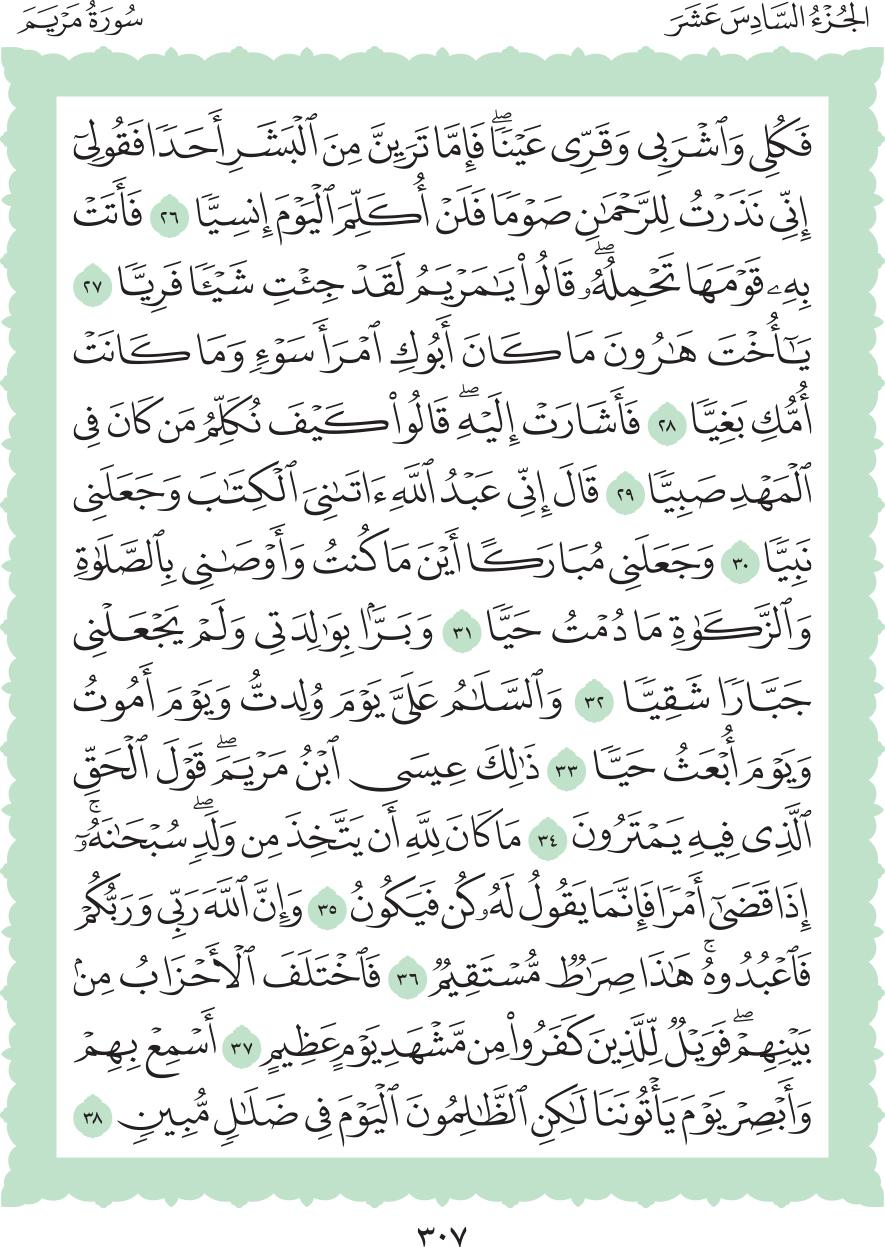 الجُزْءُ السَّادِسَ عَشَرَ
سُورَةُ مَرْيَمَ
فَكُلِى وَٱشْرَبِى وَقَرِّى عَيْنًاۖ فَإِمَّا تَرَيِنَّ مِنَ ٱلْبَشَرِ أَحَدًا فَقُولِىٓ
إِنِّى نَذَرْتُ لِلرَّحْمَٰنِ صَوْمًا فَلَنْ أُكَلِّمَ ٱلْيَوْمَ إِنسِيًّا ٢٦ فَأَتَتْ
بِهِۦ قَوْمَهَا تَحْمِلُهُۥۖ قَالُوا۟ يَٰمَرْيَمُ لَقَدْ جِئْتِ شَيْـًٔا فَرِيًّا ٢٧
يَٰٓأُخْتَ هَٰرُونَ مَا كَانَ أَبُوكِ ٱمْرَأَ سَوْءٍ وَمَا كَانَتْ
أُمُّكِ بَغِيًّا ٢٨ فَأَشَارَتْ إِلَيْهِۖ قَالُوا۟ كَيْفَ نُكَلِّمُ مَن كَانَ فِى
ٱلْمَهْدِ صَبِيًّا ٢٩ قَالَ إِنِّى عَبْدُ ٱللَّهِ ءَاتَىٰنِىَ ٱلْكِتَٰبَ وَجَعَلَنِى
نَبِيًّا ٣٠ وَجَعَلَنِى مُبَارَكًا أَيْنَ مَا كُنتُ وَأَوْصَٰنِى بِٱلصَّلَوٰةِ
وَٱلزَّكَوٰةِ مَا دُمْتُ حَيًّا ٣١ وَبَرًّۢا بِوَٰلِدَتِى وَلَمْ يَجْعَلْنِى
جَبَّارًا شَقِيًّا ٣٢ وَٱلسَّلَٰمُ عَلَىَّ يَوْمَ وُلِدتُّ وَيَوْمَ أَمُوتُ
وَيَوْمَ أُبْعَثُ حَيًّا ٣٣ ذَٰلِكَ عِيسَى ٱبْنُ مَرْيَمَۖ قَوْلَ ٱلْحَقِّ
ٱلَّذِى فِيهِ يَمْتَرُونَ ٣٤ مَا كَانَ لِلَّهِ أَن يَتَّخِذَ مِن وَلَدٍۖ سُبْحَٰنَهُۥٓۚ
إِذَا قَضَىٰٓ أَمْرًا فَإِنَّمَا يَقُولُ لَهُۥ كُن فَيَكُونُ ٣٥ وَإِنَّ ٱللَّهَ رَبِّى وَرَبُّكُمْ
فَٱعْبُدُوهُۚ هَٰذَا صِرَٰطٌ مُّسْتَقِيمٌ ٣٦ فَٱخْتَلَفَ ٱلْأَحْزَابُ مِنۢ
بَيْنِهِمْۖ فَوَيْلٌ لِّلَّذِينَ كَفَرُوا۟ مِن مَّشْهَدِ يَوْمٍ عَظِيمٍ ٣٧ أَسْمِعْ بِهِمْ
وَأَبْصِرْ يَوْمَ يَأْتُونَنَا لَٰكِنِ ٱلظَّٰلِمُونَ ٱلْيَوْمَ فِى ضَلَٰلٍ مُّبِينٍ ٣٨
٣٠٧